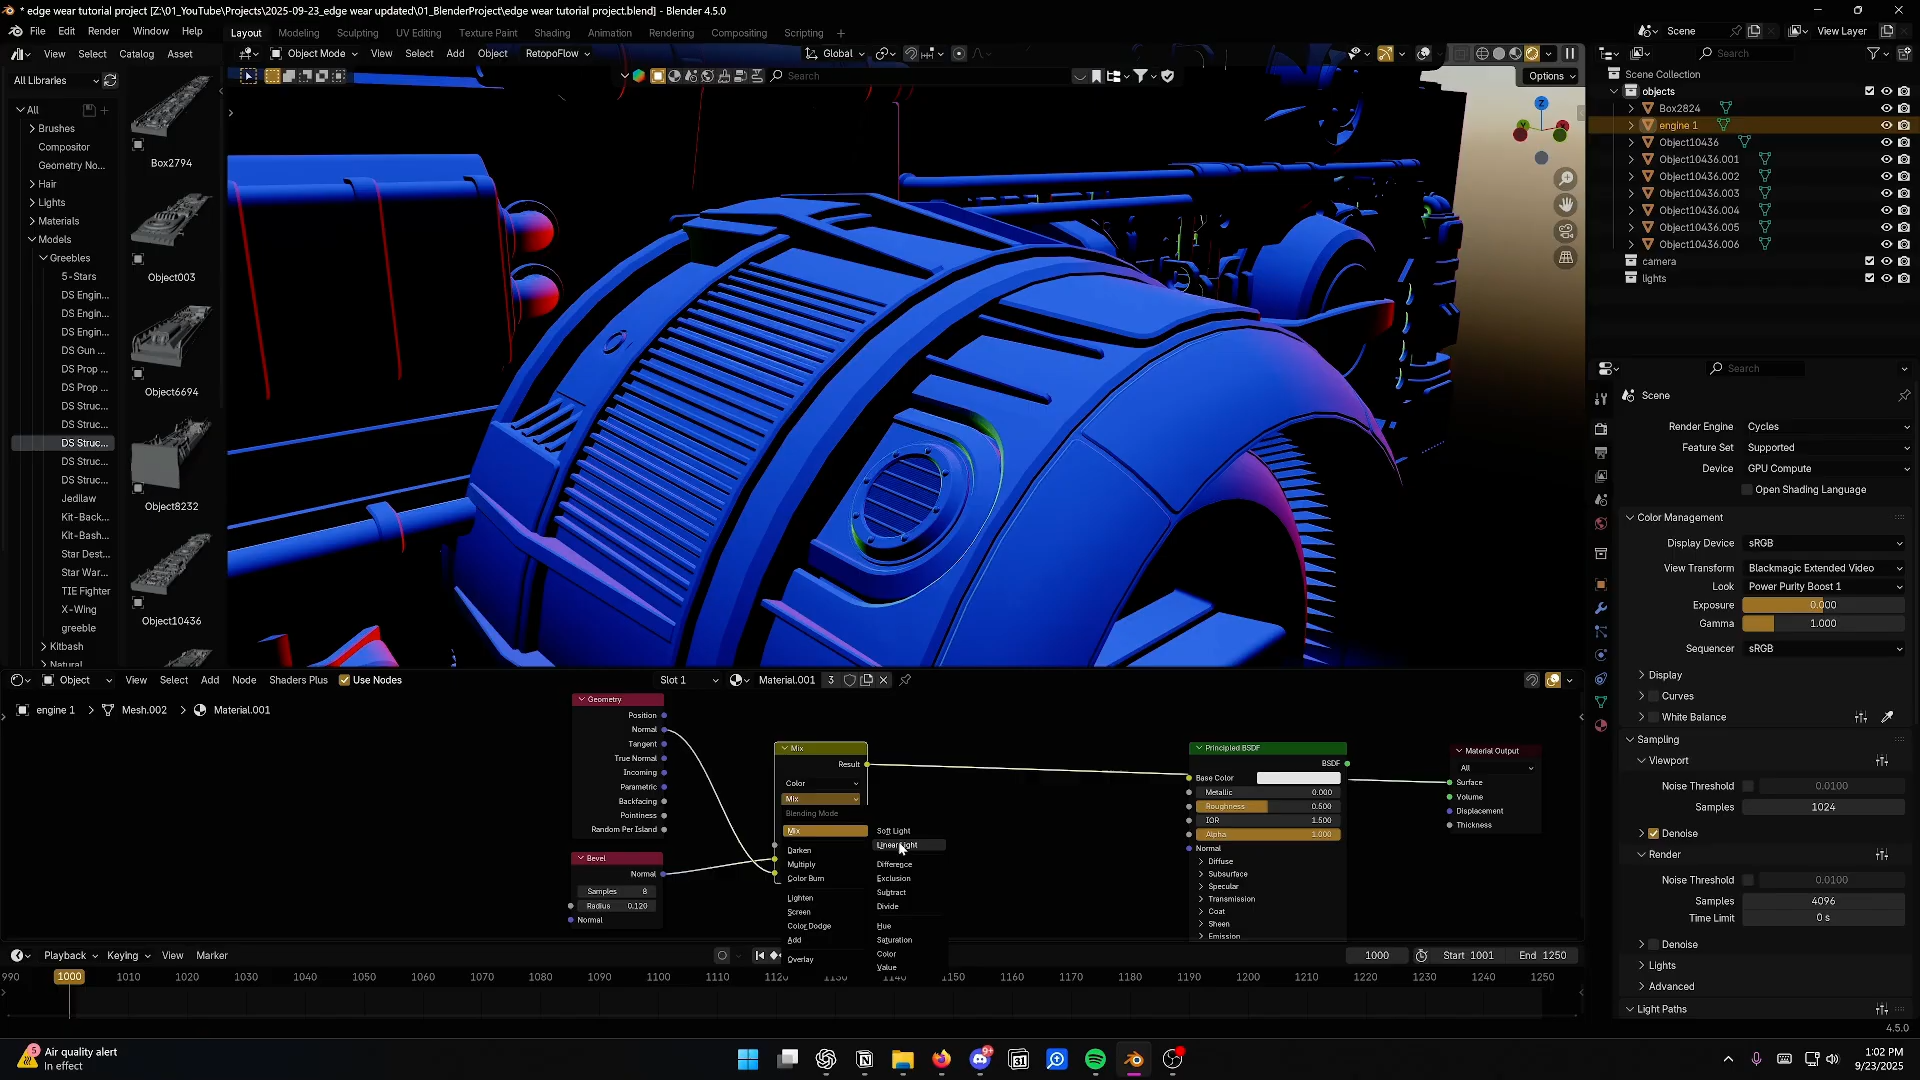 * edge wear tutorial project [Z:\01_YouTube\Projects\2025-09-23_edge wear updated\01_BlenderProject\edge wear tutorial project.blend] - Blender 4.5.0
File Edit Render Window Help
Layout Modeling Sculpting UV Editing Texture Paint Shading Animation Rendering Compositing Scripting +
Scene
View Layer
View Select Catalog Asset
Object Mode View Select Add Object RetopoFlow
Global
Search
All Libraries
Search
Options
All
Brushes
Compositor
Geometry No...
Hair
Lights
Materials
Models
Greebles
5-Stars
DS Engin...
DS Engin...
DS Engin...
DS Gun ...
DS Prop ...
DS Prop ...
DS Struc...
DS Struc...
DS Struc...
DS Struc...
DS Struc...
Jedilaw
Kit-Back...
Kit-Bash...
Star Dest...
Star War...
TIE Fighter
X-Wing
greeble
Kitbash
Natural
Box2794
Object003
Object6694
Object8232
Object10436
Z
Scene Collection
objects
Box2824
engine 1
Object10436
Object10436.001
Object10436.002
Object10436.003
Object10436.004
Object10436.005
Object10436.006
camera
lights
Search
Scene
Render Engine Cycles
Feature Set Supported
Device GPU Compute
Open Shading Language
Color Management
Display Device sRGB
View Transform Blackmagic Extended Video
Look Power Purity Boost 1
Exposure 0.000
Gamma 1.000
Sequencer sRGB
Display
Curves
White Balance
Sampling
Viewport
Noise Threshold 0.0100
Samples 1024
Denoise
Render
Noise Threshold 0.0100
Samples 4096
Time Limit 0 s
Denoise
Lights
Advanced
Light Paths
4.5.0
Object View Select Add Node Shaders Plus Use Nodes
Slot 1
Material.001 3
engine 1 > Mesh.002 > Material.001
Geometry
Position
Normal
Tangent
True Normal
Incoming
Parametric
Backfacing
Pointiness
Random Per Island
Bevel
Normal
Samples 8
Radius 0.120
Normal
Mix
Result
Color
Mix
Blending Mode
Mix
Darken
Multiply
Color Burn
Lighten
Screen
Color Dodge
Add
Overlay
Soft Light
Linear Light
Difference
Exclusion
Subtract
Divide
Hue
Saturation
Color
Value
Principled BSDF
BSDF
Base Color
Metallic 0.000
Roughness 0.500
IOR 1.500
Alpha 1.000
Normal
Diffuse
Subsurface
Specular
Transmission
Coat
Sheen
Emission
Material Output
All
Surface
Volume
Displacement
Thickness
Playback Keying View Marker
1000 Start 1001 End 1250
990 1000 1010 1020 1030 1040 1050 1060 1070 1080 1090 1100 1110 1120 1130 1140 1150 1160 1170 1180 1190 1200 1210 1220 1230 1240 1250
5
Air quality alert
In effect
31
1:02 PM
9/23/2025